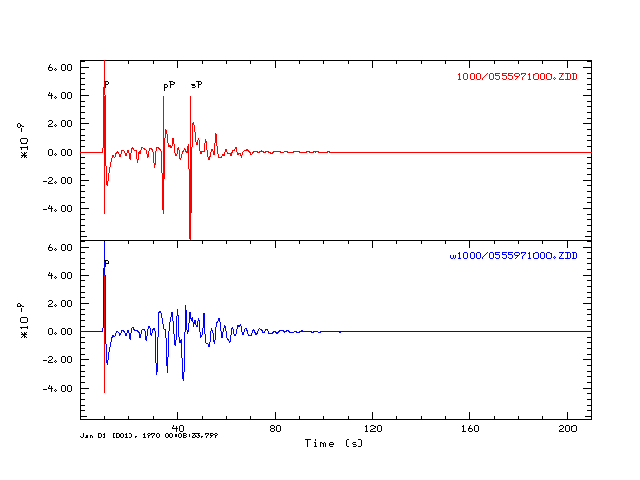 6.00
P
pP
sP
1000/0555971000.ZDD
4.00
2.00
*10 -9
0.00
-2.00
-4.00
6.00
P
w1000/0555971000.ZDD
4.00
2.00
*10 -9
0.00
-2.00
-4.00
40
80
120
160
200
Jan 01 (001), 1970 00:08:33.799
Time (s)